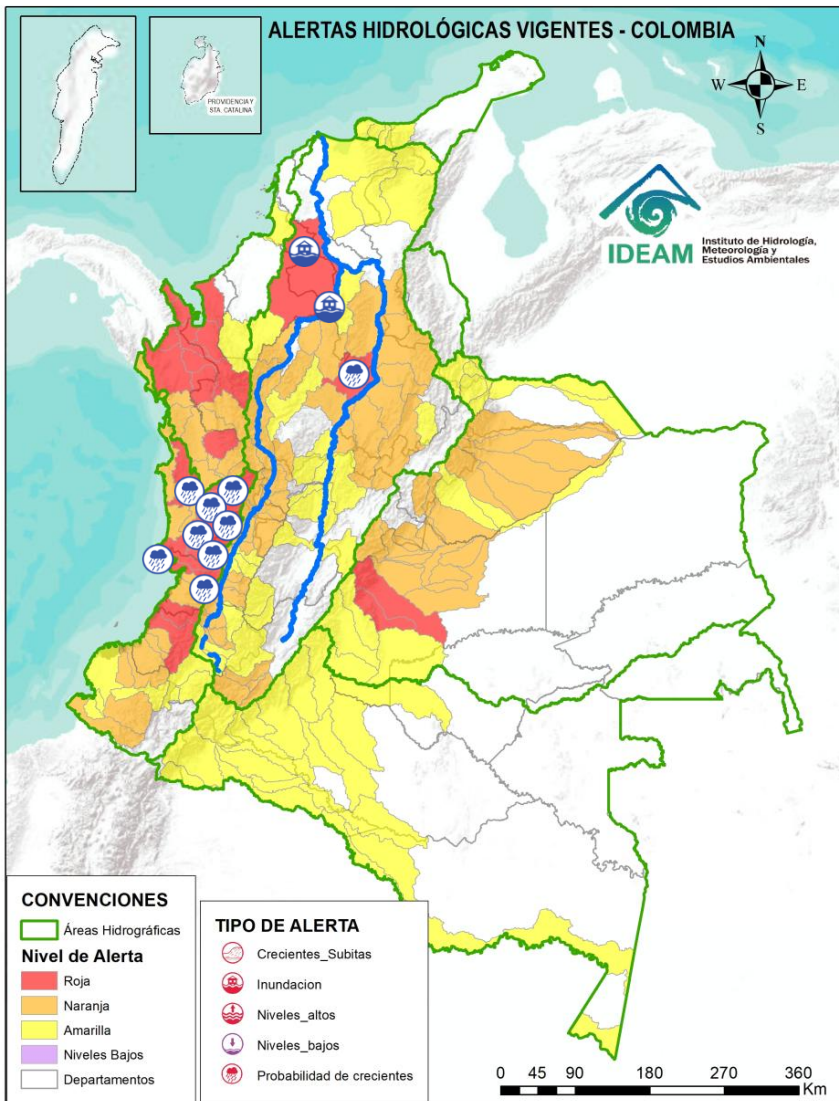 ALERTAS HIDROLÓGICAS VIGENTES - COLOMBIA
PROVIDENCIA Y
STA. CATALINA
N
W E
S
IDEAM
Instituto de Hidrología,
Meteorología y
Estudios Ambientales
CONVENCIONES
Áreas Hidrográficas
Nivel de Alerta
Roja
Naranja
Amarilla
Niveles Bajos
Departamentos
TIPO DE ALERTA
Crecientes_Subitas
Inundacion
Niveles_altos
Niveles_bajos
Probabilidad de crecientes
0 45 90 180 270 360
Km